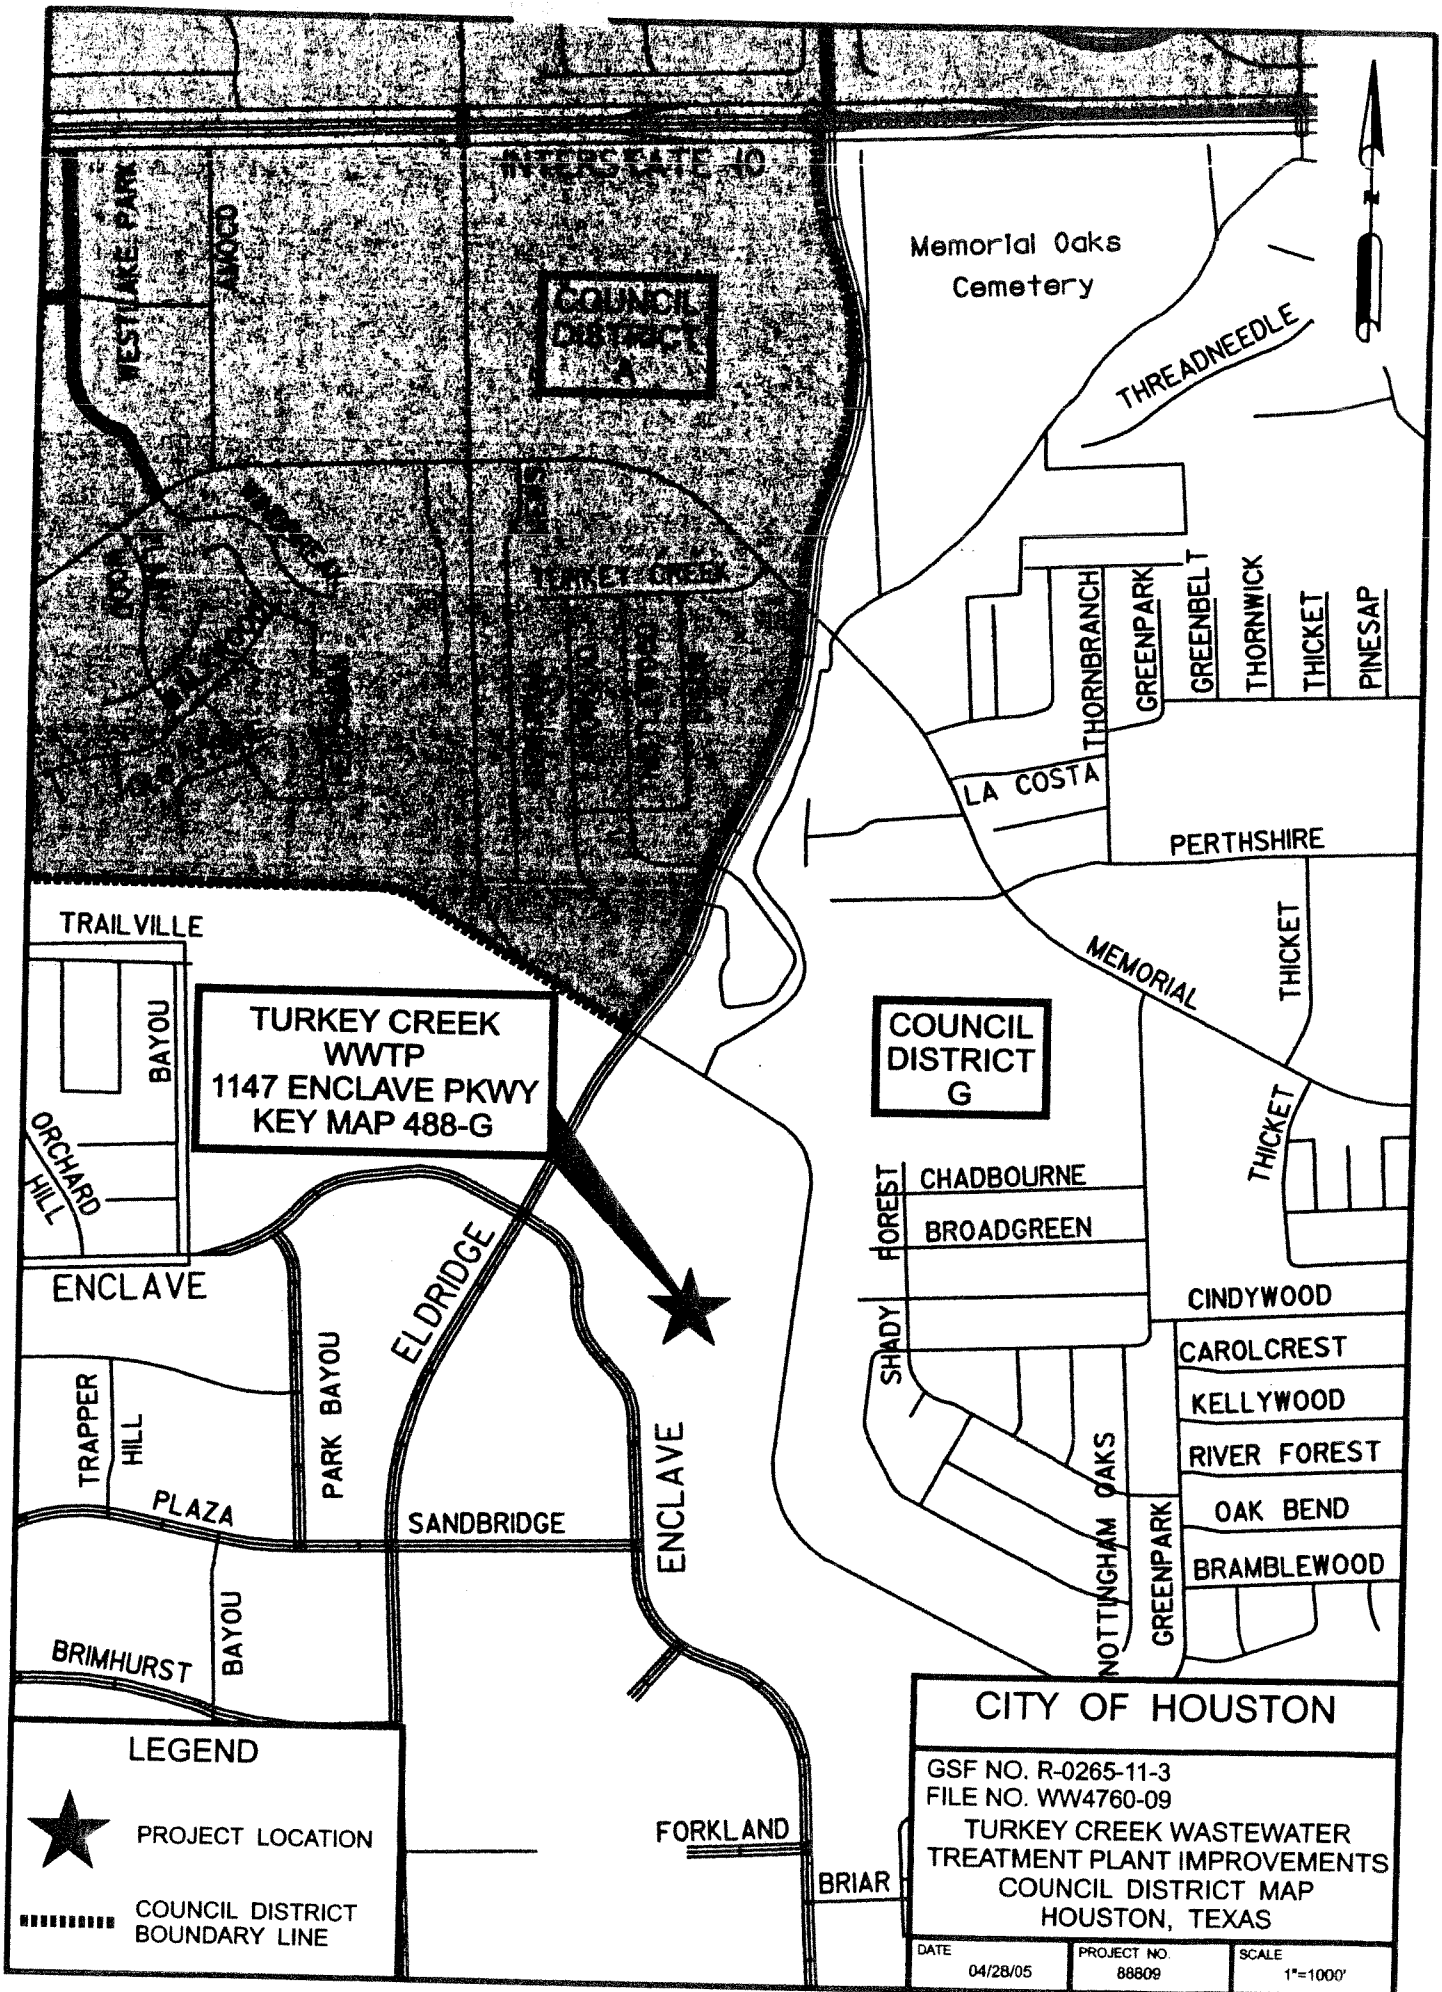 INTERSTATE 10
WESTLAKE PARK
AMOCO
COUNCIL
DISTRICT
A
Memorial Oaks
Cemetery
N
THREADNEEDLE
TURKEY CREEK
THORNBRANCH
GREENPARK
GREENBELT
THORNWICK
THICKET
PINESAP
LA COSTA
PERTHSHIRE
MEMORIAL
THICKET
THICKET
TRAILVILLE
BAYOU
ORCHARD
HILL
TURKEY CREEK
WWTP
1147 ENCLAVE PKWY
KEY MAP 488-G
COUNCIL
DISTRICT
G
CHADBOURNE
BROADGREEN
SHADY FOREST
ENCLAVE
ELDRIDGE
CINDYWOOD
CAROLCREST
KELLYWOOD
RIVER FOREST
OAK BEND
BRAMBLEWOOD
TRAPPER
HILL
PARK BAYOU
PLAZA
SANDBRIDGE
ENCLAVE
NOTTINGHAM OAKS
GREENPARK
BRIMHURST
BAYOU
FORKLAND
BRIAR
LEGEND
PROJECT LOCATION
COUNCIL DISTRICT
BOUNDARY LINE
CITY OF HOUSTON
GSF NO. R-0265-11-3
FILE NO. WW4760-09
TURKEY CREEK WASTEWATER
TREATMENT PLANT IMPROVEMENTS
COUNCIL DISTRICT MAP
HOUSTON, TEXAS
DATE
04/28/05
PROJECT NO.
88809
SCALE
1"=1000'